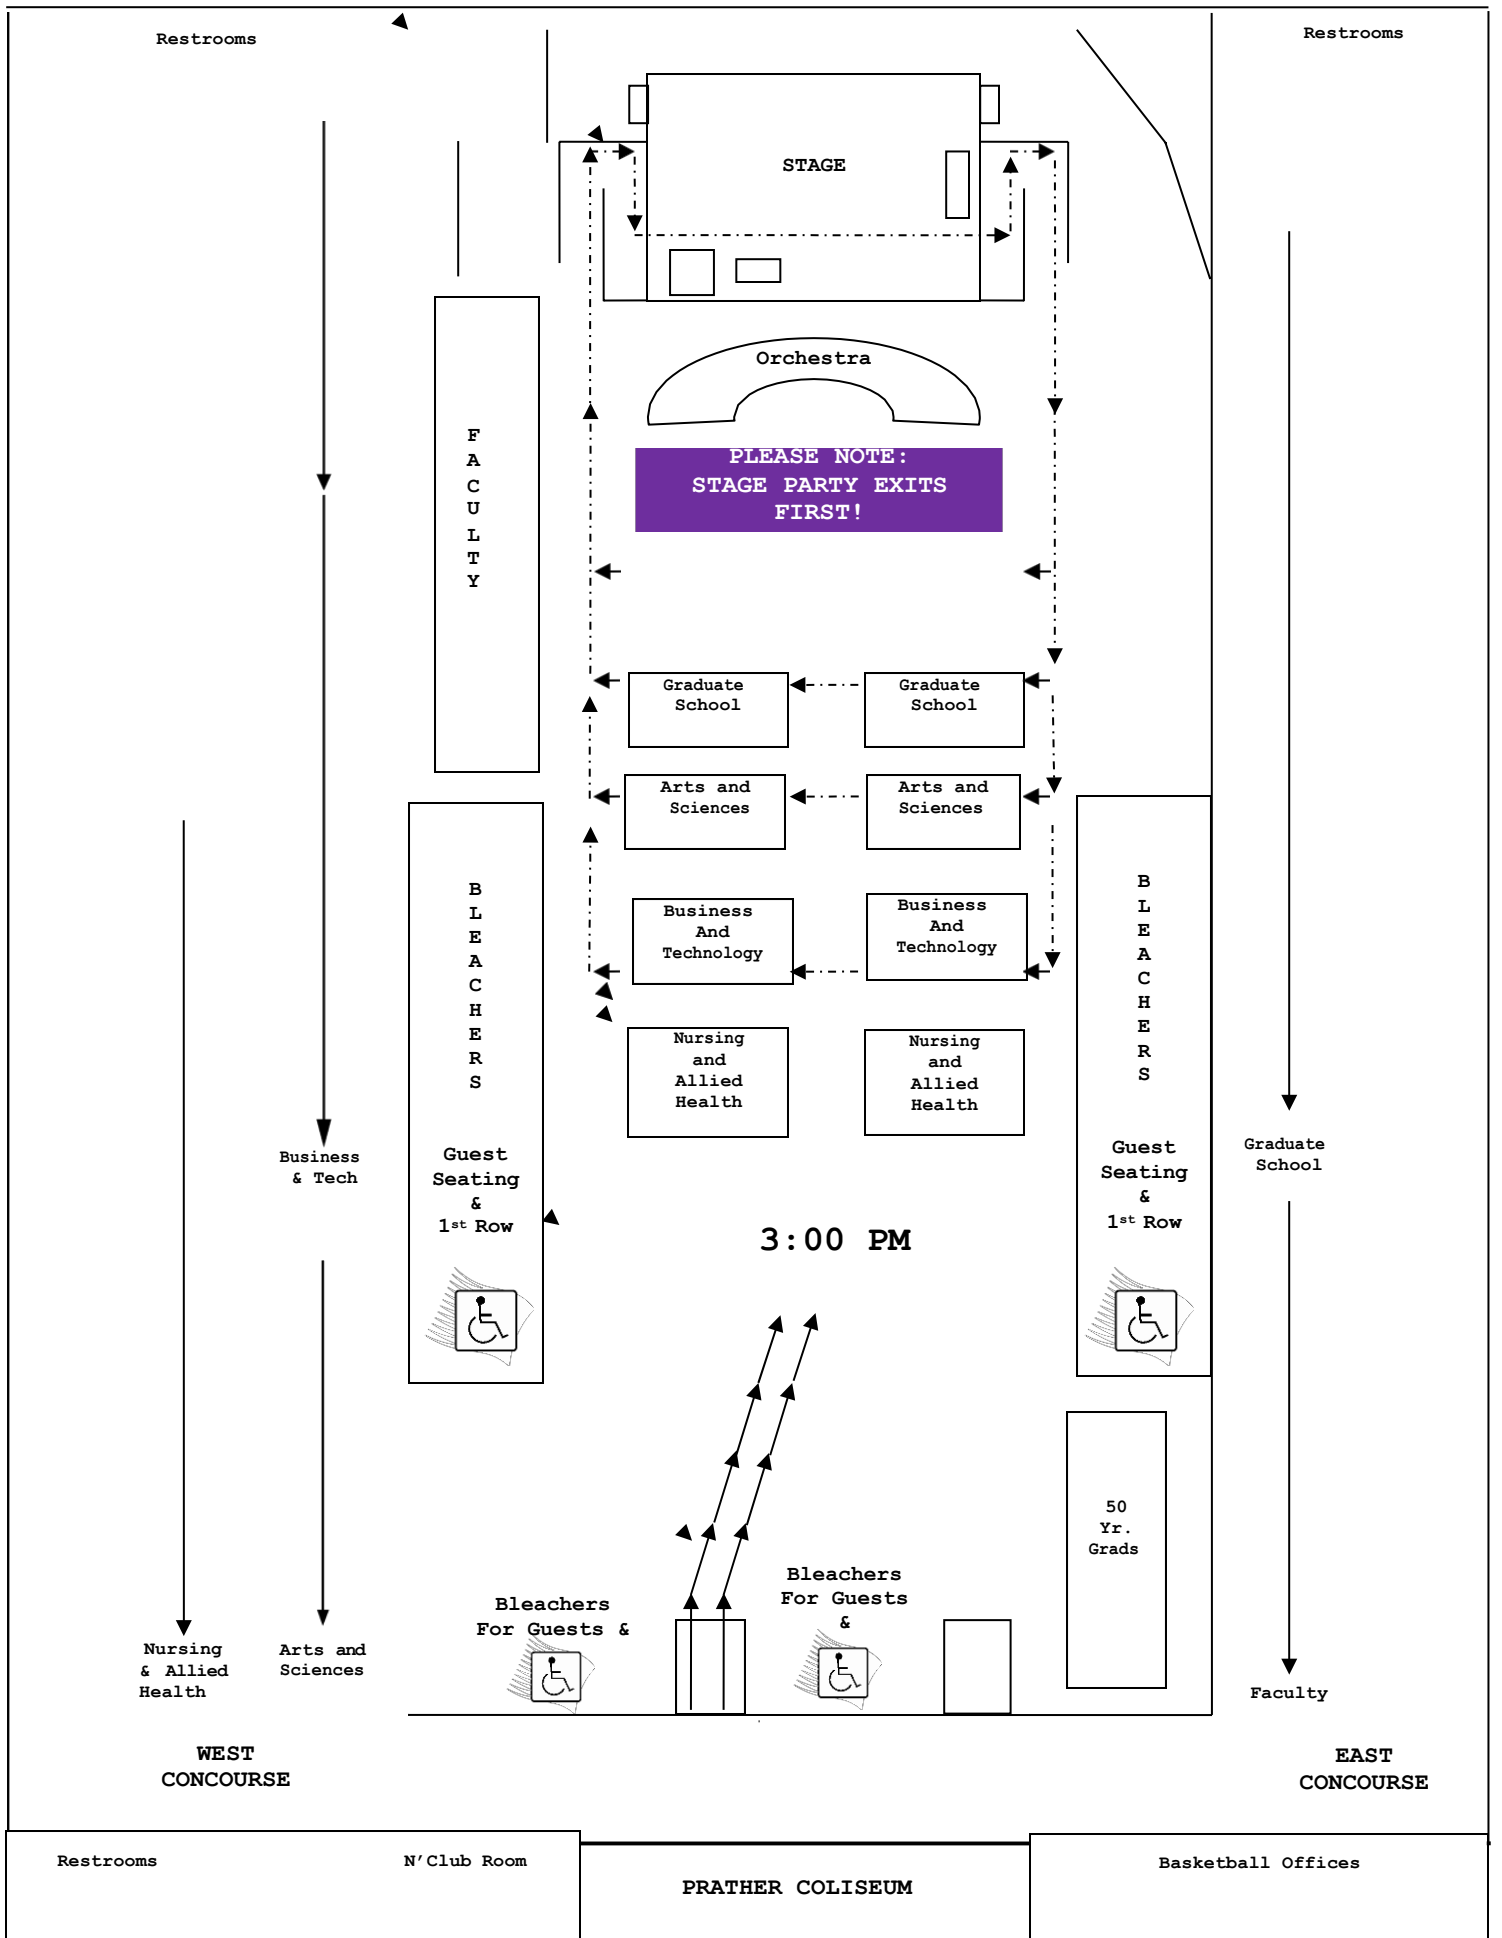 Restrooms
Restrooms
STAGE
Orchestra
PLEASE NOTE:
STAGE PARTY EXITS
FIRST!
F
A
C
U
L
T
Y
Graduate
School
Graduate
School
Arts and
Sciences
Arts and
Sciences
Business
And
Technology
Business
And
Technology
Nursing
and
Allied
Health
Nursing
and
Allied
Health
B
L
E
A
C
H
E
R
S
Guest
Seating
&
1st Row
B
L
E
A
C
H
E
R
S
Guest
Seating
&
1st Row
Business
& Tech
Graduate
School
3:00 PM
50
Yr.
Grads
Bleachers
For Guests &
Bleachers
For Guests
&
Nursing
& Allied
Health
Arts and
Sciences
Faculty
WEST
CONCOURSE
EAST
CONCOURSE
Restrooms
N’Club Room
PRATHER COLISEUM
Basketball Offices